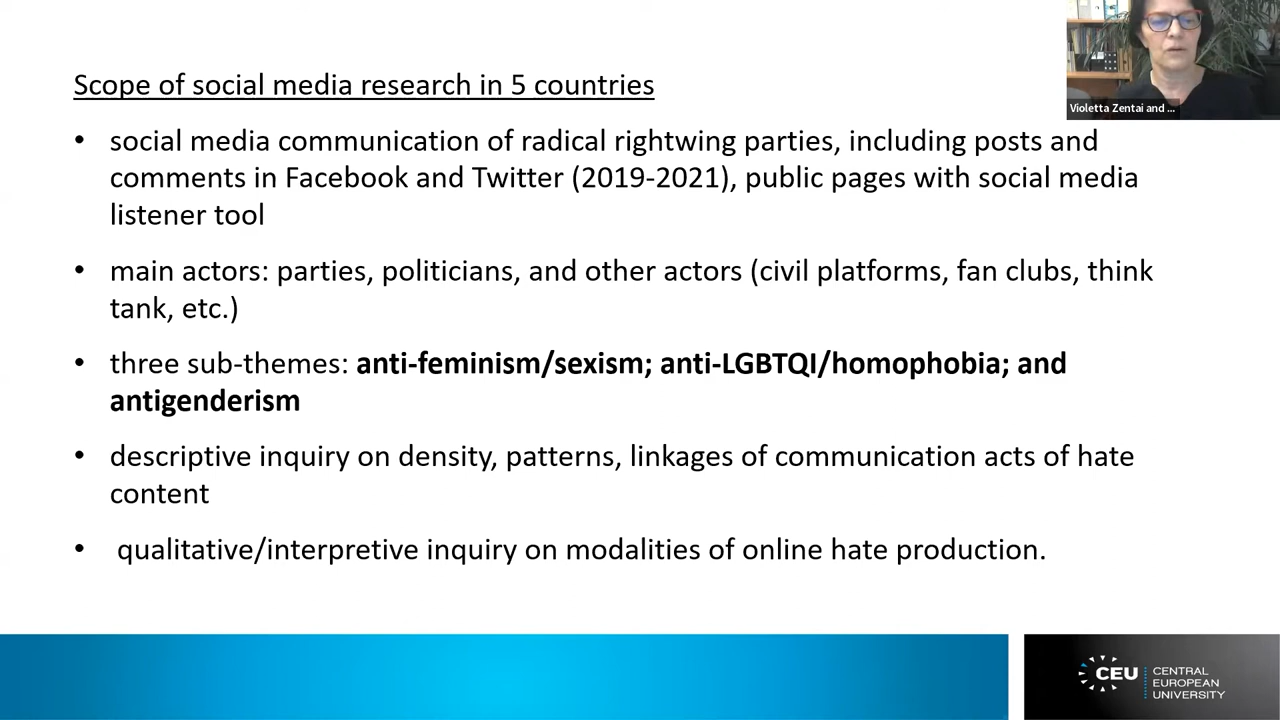 Violetta Zentai and ...
Scope of social media research in 5 countries
• social media communication of radical rightwing parties, including posts and
comments in Facebook and Twitter (2019-2021), public pages with social media
listener tool
• main actors: parties, politicians, and other actors (civil platforms, fan clubs, think
tank, etc.)
• three sub-themes: anti-feminism/sexism; anti-LGBTQI/homophobia; and
antigenderism
• descriptive inquiry on density, patterns, linkages of communication acts of hate
content
• qualitative/interpretive inquiry on modalities of online hate production.
CEU
CENTRAL
EUROPEAN
UNIVERSITY